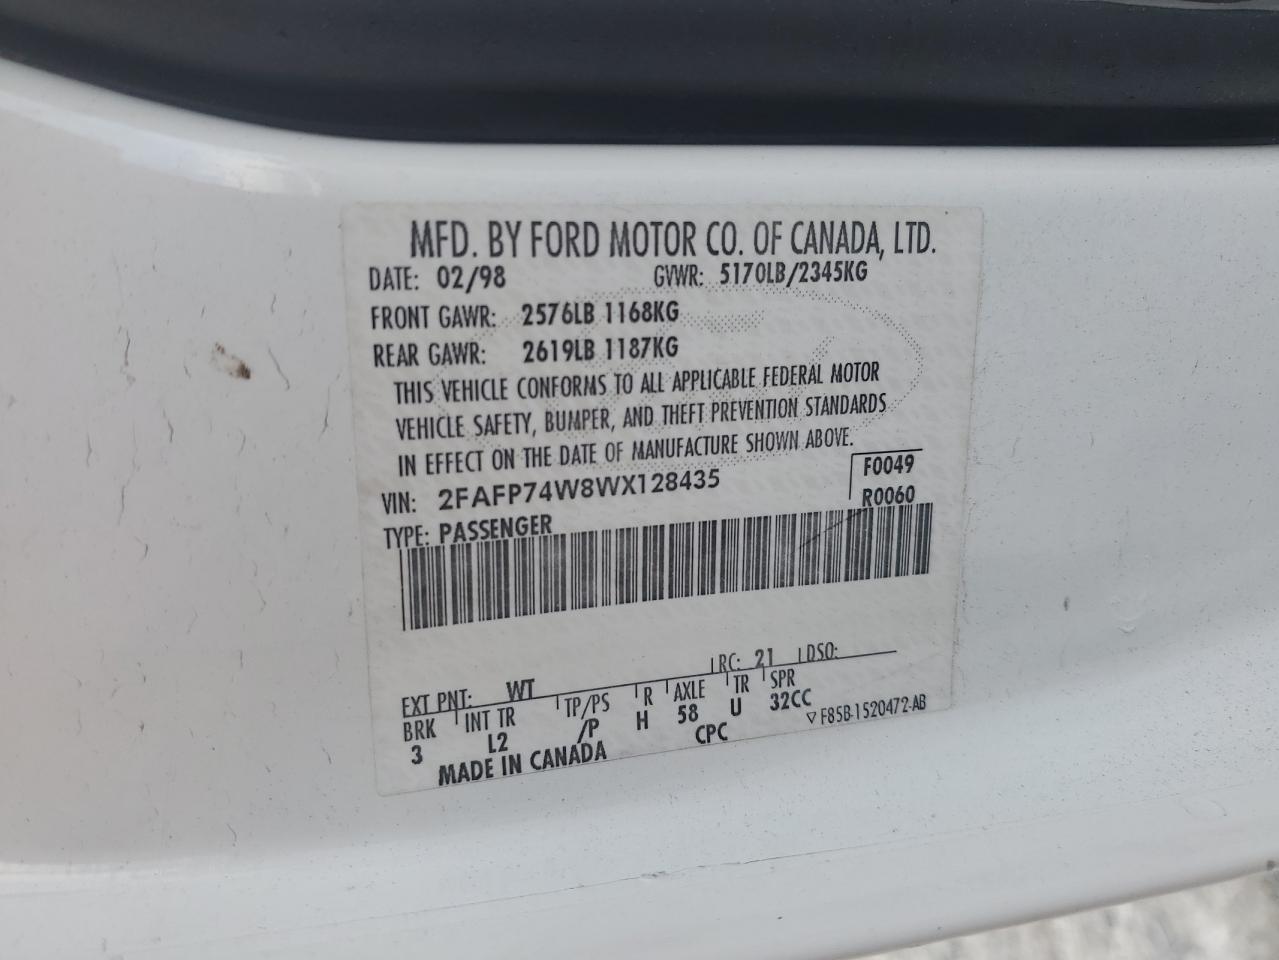 MFD. BY FORD MOTOR CO. OF CANADA, LTD.
DATE: 02/98 GVWR: 5170LB/2345KG
FRONT GAWR: 2576LB 1168KG
REAR GAWR: 2619LB 1187KG
THIS VEHICLE CONFORMS TO ALL APPLICABLE FEDERAL MOTOR
VEHICLE SAFETY, BUMPER, AND THEFT PREVENTION STANDARDS
IN EFFECT ON THE DATE OF MANUFACTURE SHOWN ABOVE.
VIN: 2FAFP74W8WX128435 F0049
TYPE: PASSENGER R0060
EXT PNT: WT RC: 21 DSO:
BRK INT TR TP/PS R AXLE TR SPR
3 L2 /P H 58 U 32CC
MADE IN CANADA CPC ▽ F85B-1520472-AB